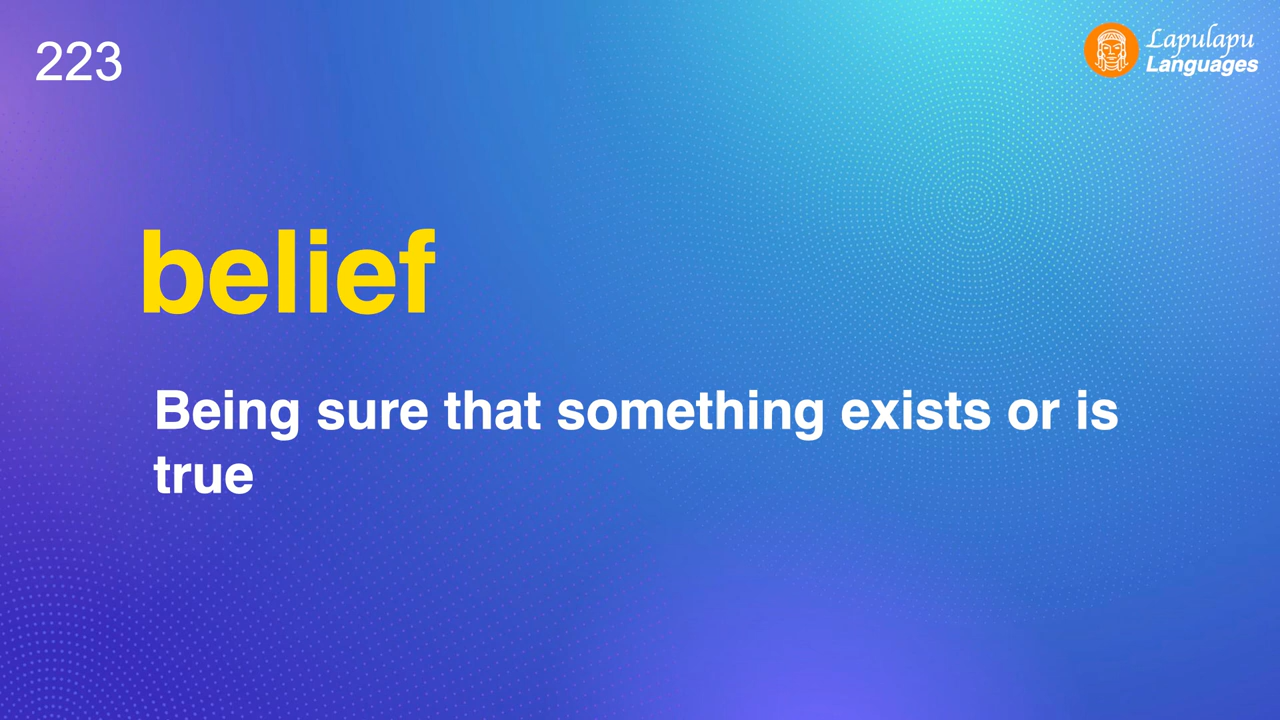 223
Lapulapu
Languages
belief
Being sure that something exists or is
true